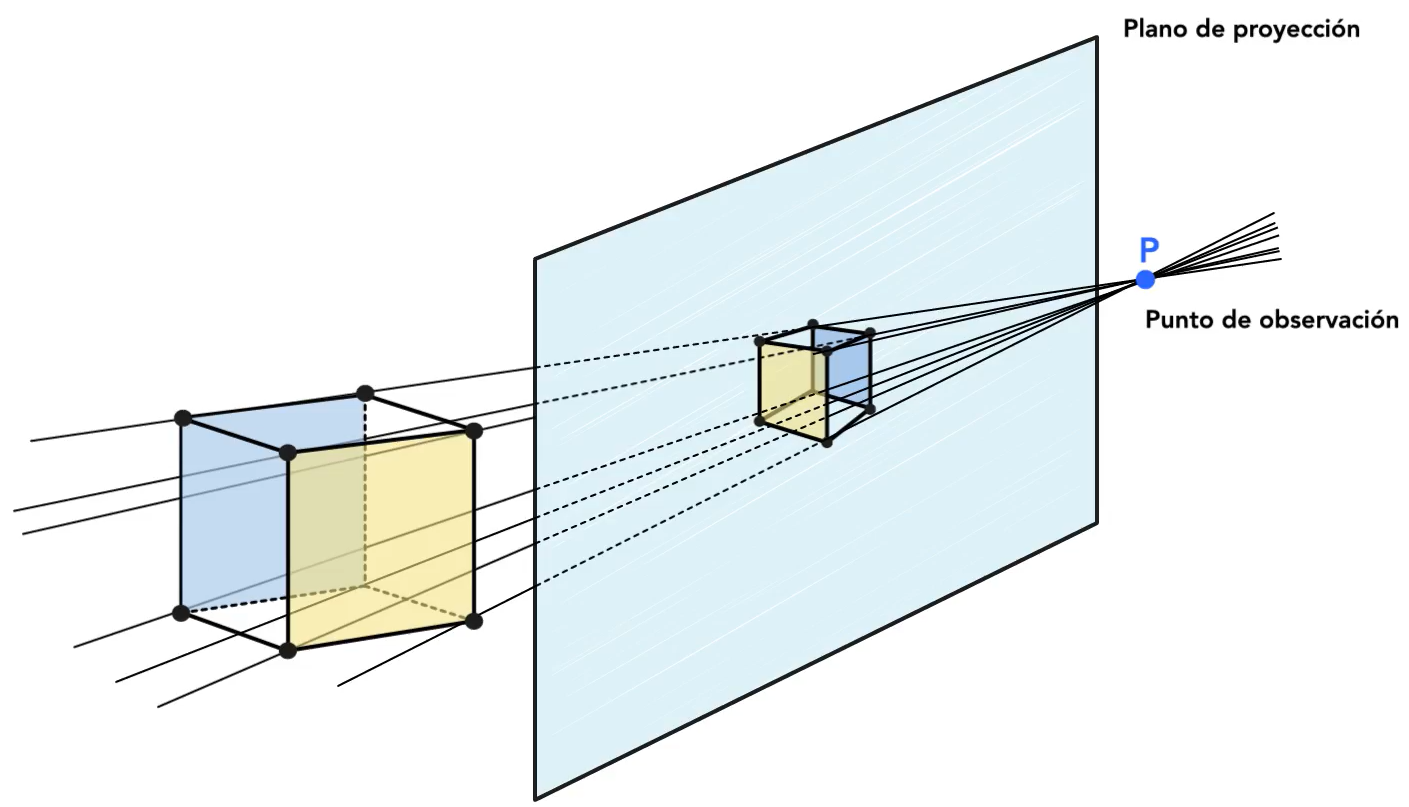 Plano de proyección
P
Punto de observación